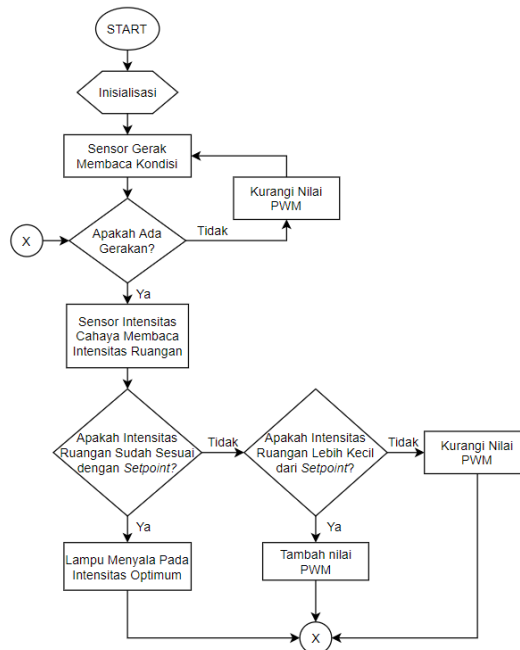 START
Inisialisasi
Sensor Gerak
Membaca Kondisi
Kurangi Nilai
PWM
Apakah Ada
Gerakan?
Tidak
X
Ya
Sensor Intensitas
Cahaya Membaca
Intensitas Ruangan
Apakah Intensitas
Ruangan Sudah Sesuai
dengan Setpoint?
Tidak
Apakah Intensitas
Ruangan Lebih Kecil
dari Setpoint?
Tidak
Kurangi Nilai
PWM
Ya
Lampu Menyala Pada
Intensitas Optimum
Ya
Tambah nilai
PWM
X